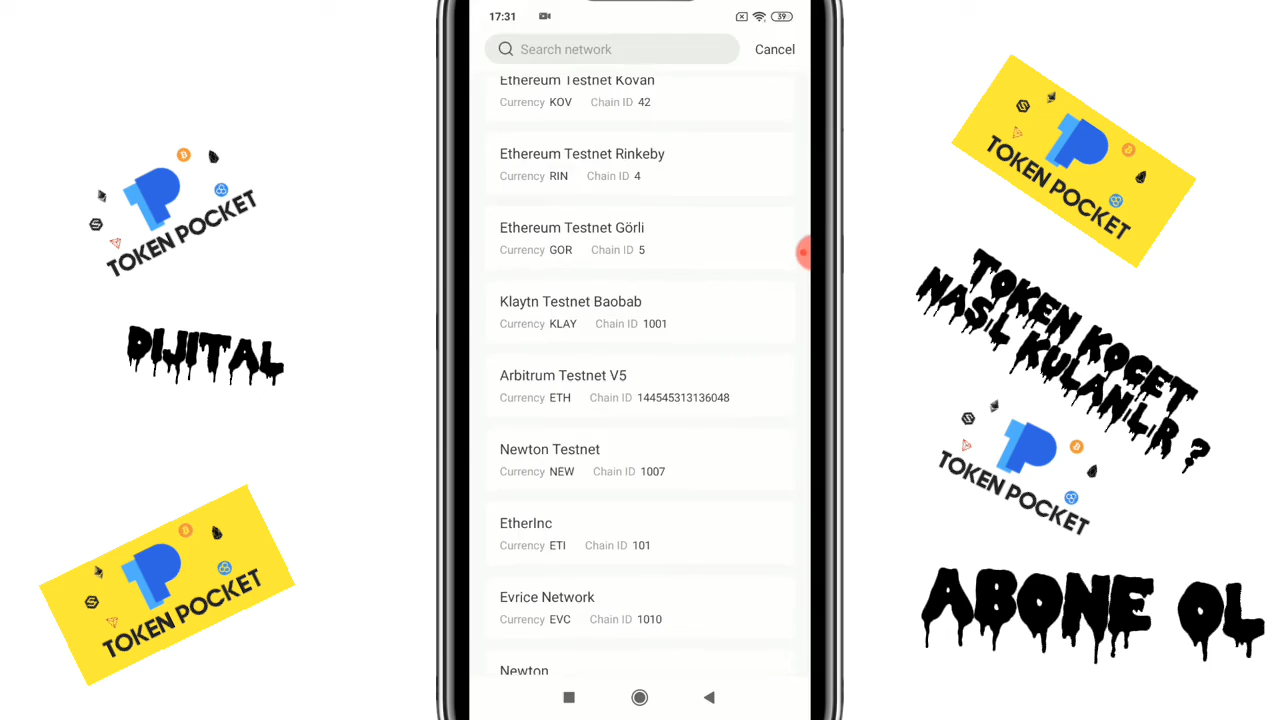 17:31
39
Search network
Cancel
Ethereum Testnet Kovan
Currency KOV Chain ID 42
Ethereum Testnet Rinkeby
Currency RIN Chain ID 4
Ethereum Testnet Görli
Currency GOR Chain ID 5
Klaytn Testnet Baobab
Currency KLAY Chain ID 1001
Arbitrum Testnet V5
Currency ETH Chain ID 144545313136048
Newton Testnet
Currency NEW Chain ID 1007
EtherInc
Currency ETI Chain ID 101
Evrice Network
Currency EVC Chain ID 1010
Newton
TOKEN POCKET
DIJITAL
TOKEN POCKET
TOKEN POCKET
TOKEN KOCET
NASIL KULANILR ?
TOKEN POCKET
ABONE OL